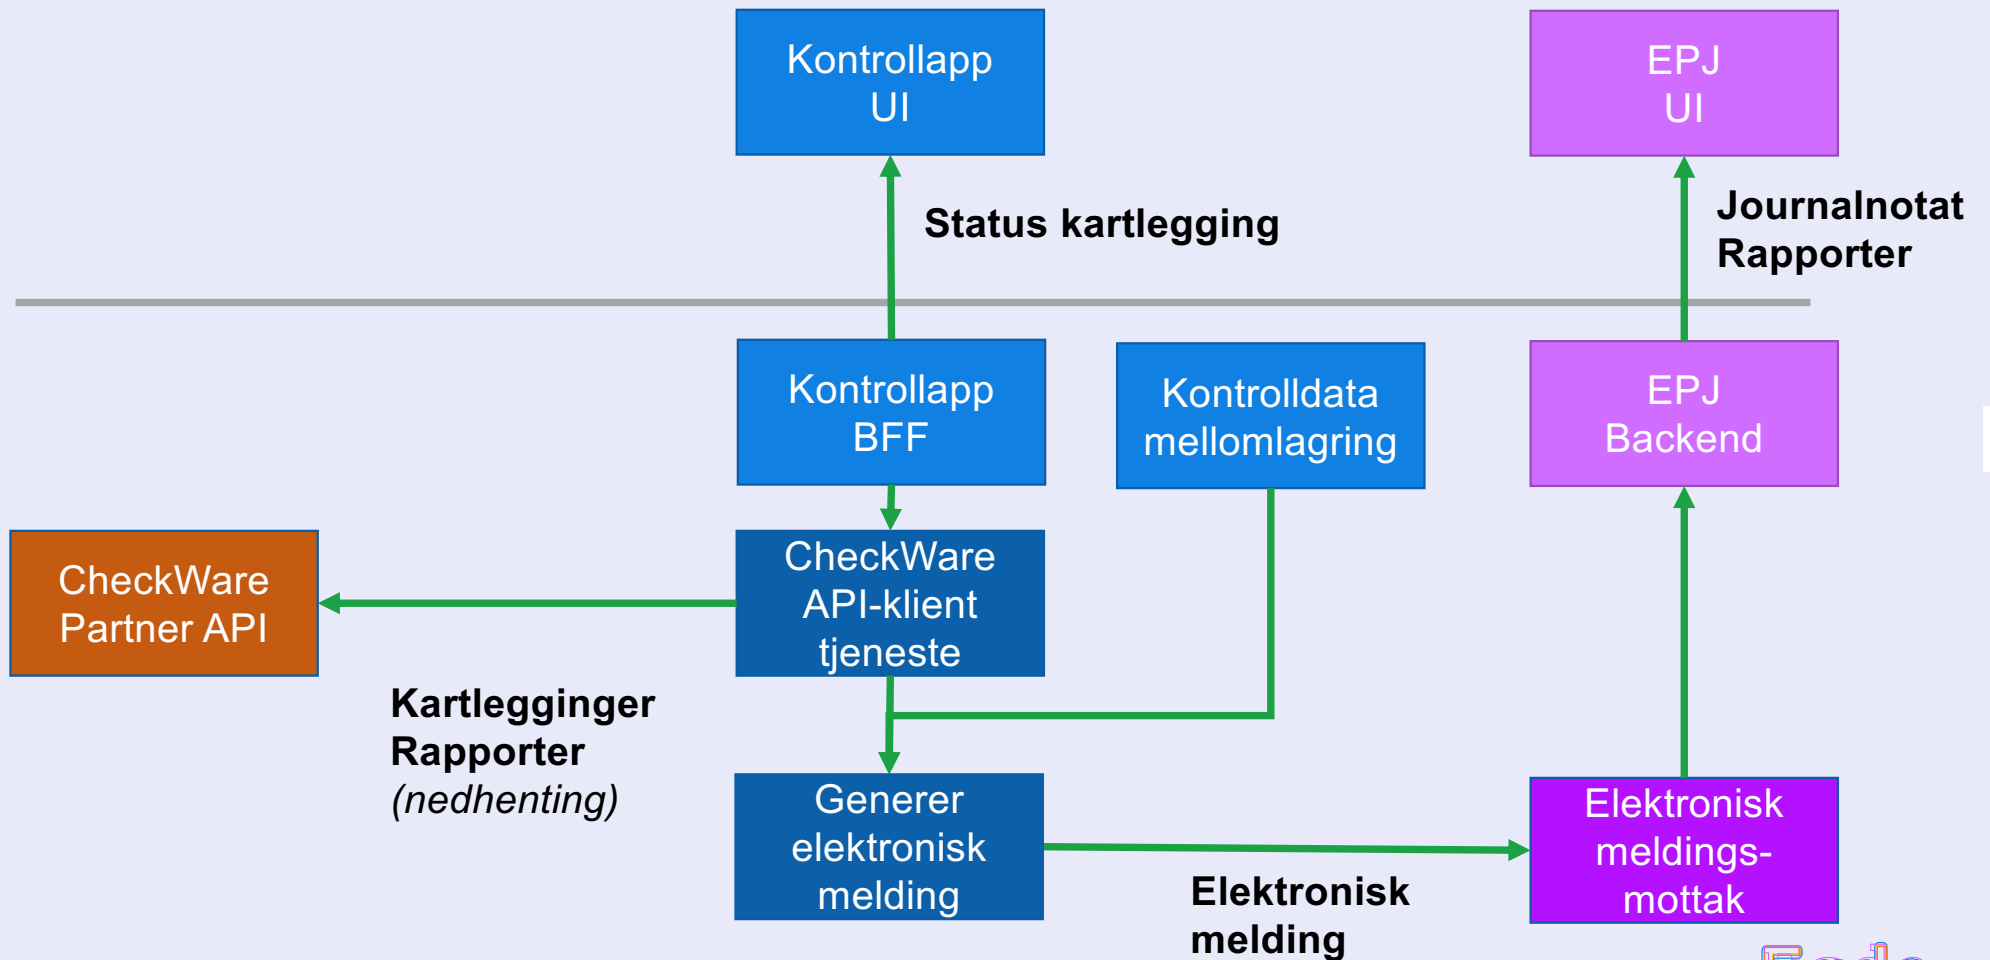 Kontrollapp
UI
EPJ
UI
Status kartlegging
Journalnotat
Rapporter
Kontrollapp
BFF
Kontrolldata
mellomlagring
EPJ
Backend
CheckWare
Partner API
CheckWare
API-klient
tjeneste
Kartlegginger
Rapporter
(nedhenting)
Generer
elektronisk
melding
Elektronisk
meldings-
mottak
Elektronisk
melding